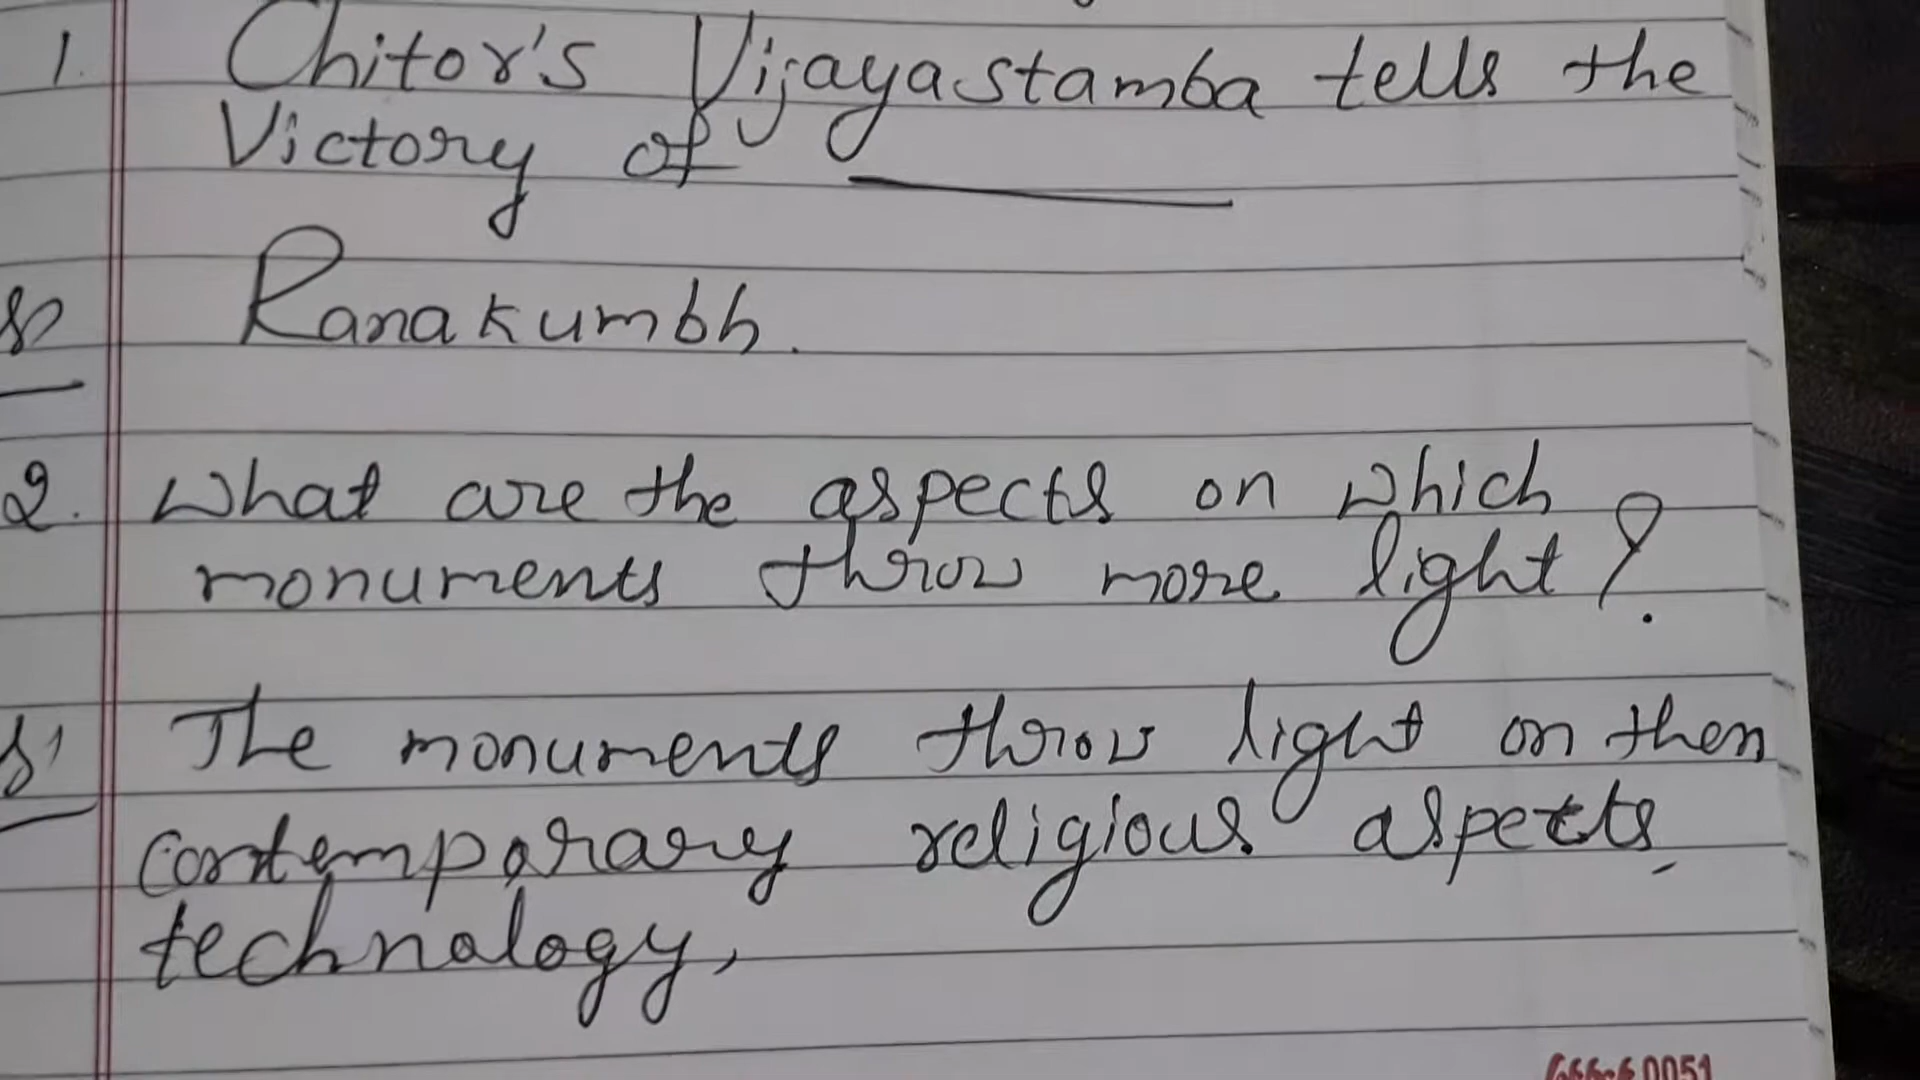 1. Chitor's Vijayastamba tells the
Victory of
Ranakumbh.
2. What are the aspects on which
monuments throw more light?
The monuments throw light on then
contemporary religious aspects,
technology,